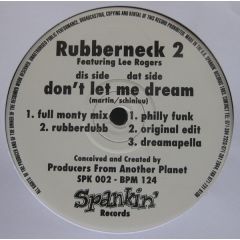 Rubberneck 2
Featuring Lee Rogers
dis side dat side
don't let me dream
(martin/schinlau)
1. full monty mix
2. rubberdubb
1. philly funk
2. original edit
3. dreamapella
Conceived and Created by
Producers From Another Planet
SPK 002 - BPM 124
Spankin'
Records